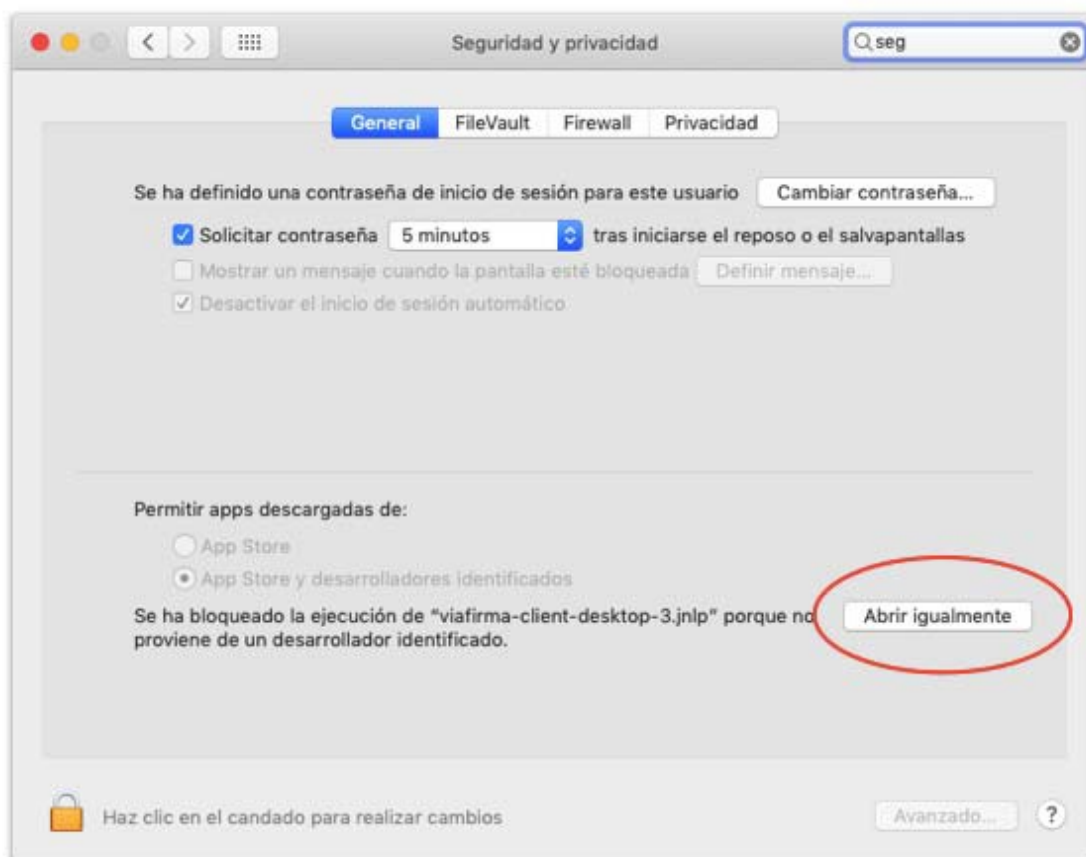 Seguridad y privacidad
seg
General FileVault Firewall Privacidad
Se ha definido una contraseña de inicio de sesión para este usuario Cambiar contraseña...
Solicitar contraseña 5 minutos tras iniciarse el reposo o el salvapantallas
Mostrar un mensaje cuando la pantalla esté bloqueada Definir mensaje...
Desactivar el inicio de sesión automático
Permitir apps descargadas de:
App Store
App Store y desarrolladores identificados
Se ha bloqueado la ejecución de “viafirma-client-desktop-3.jnlp” porque no Abrir igualmente
proviene de un desarrollador identificado.
Haz clic en el candado para realizar cambios Avanzado... ?